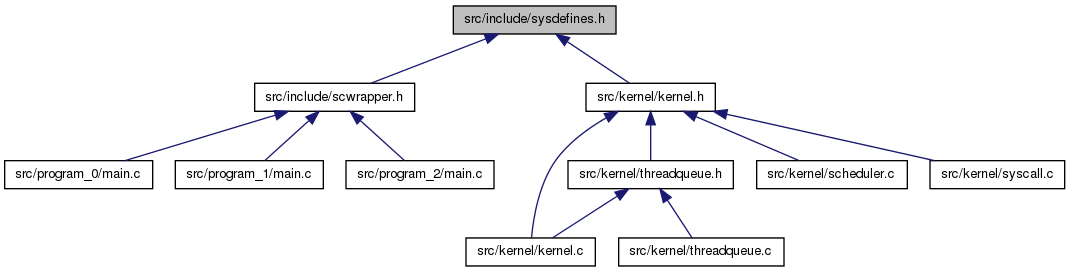 src/include/sysdefines.h
src/include/scwrapper.h
src/kernel/kernel.h
src/program_0/main.c
src/program_1/main.c
src/program_2/main.c
src/kernel/threadqueue.h
src/kernel/scheduler.c
src/kernel/syscall.c
src/kernel/kernel.c
src/kernel/threadqueue.c